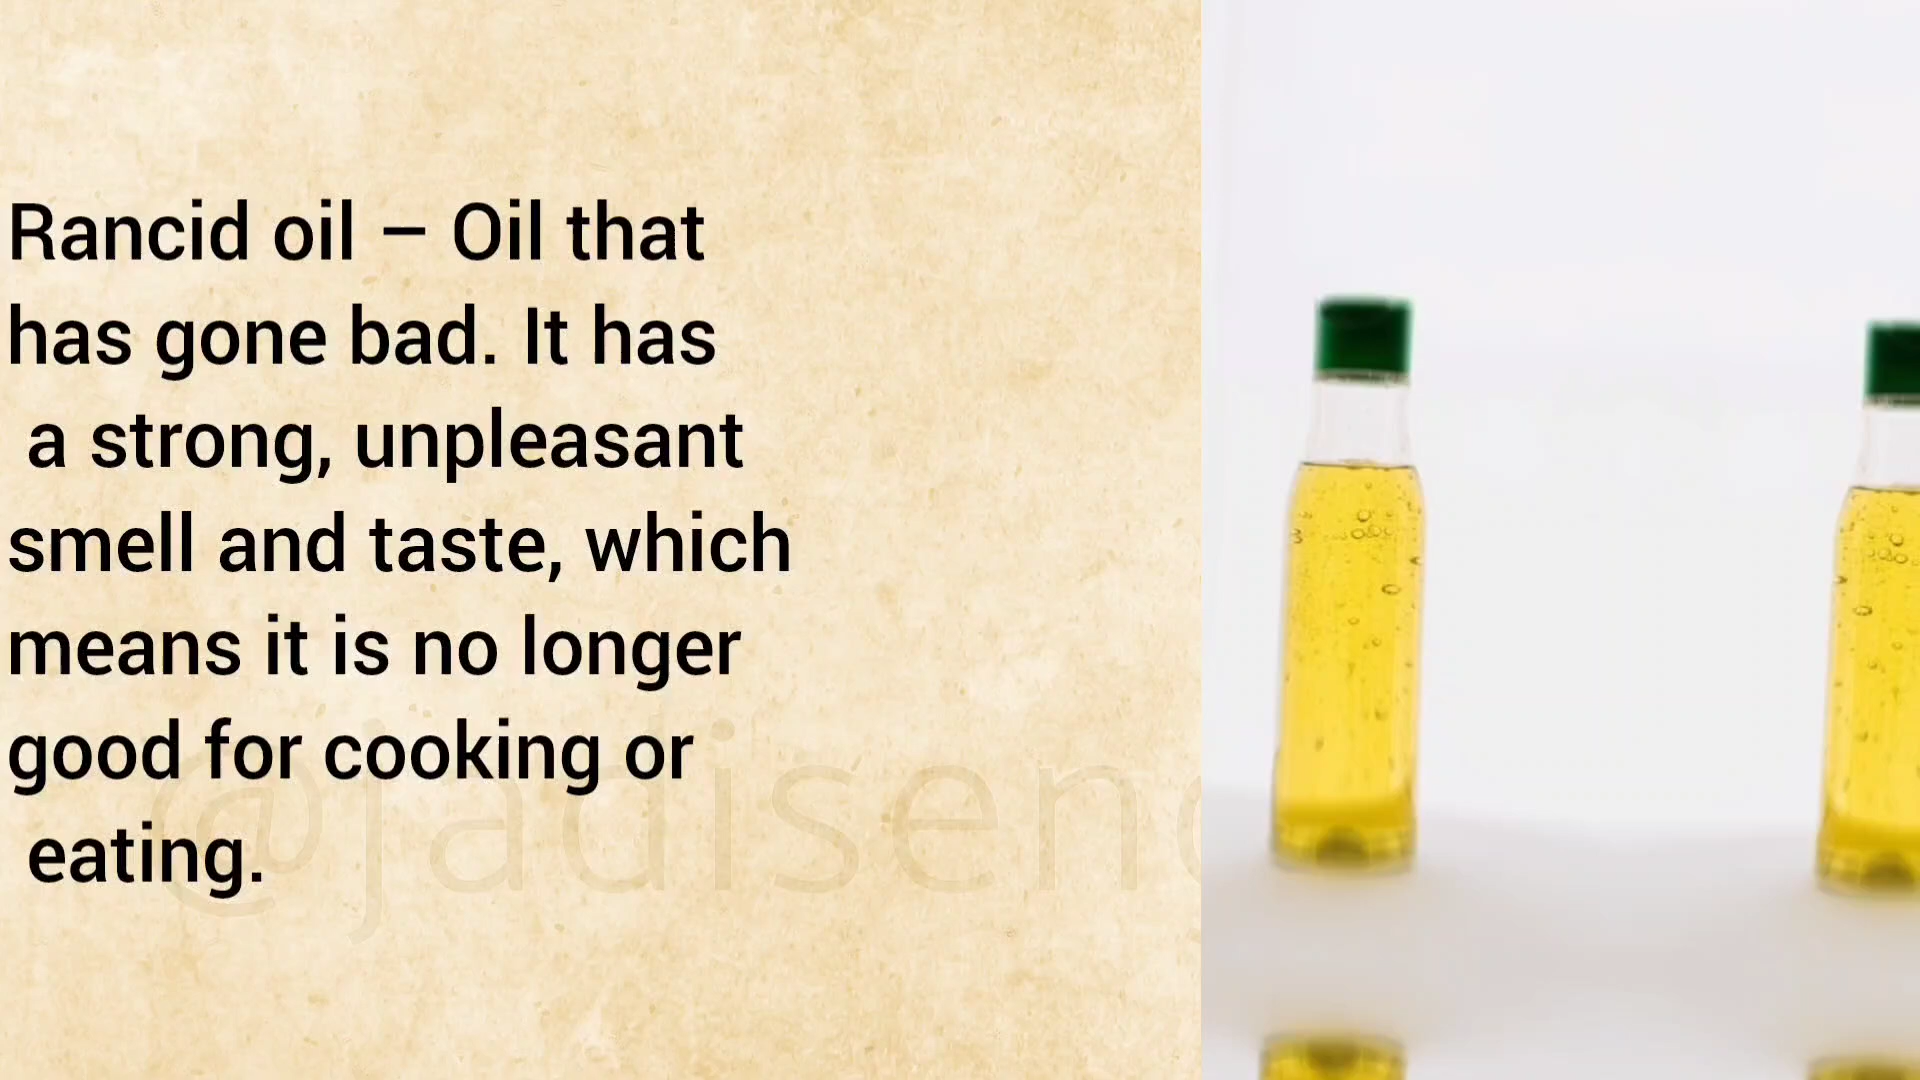 Rancid oil – Oil that
has gone bad. It has
a strong, unpleasant
smell and taste, which
means it is no longer
good for cooking or
eating.
@jadisen